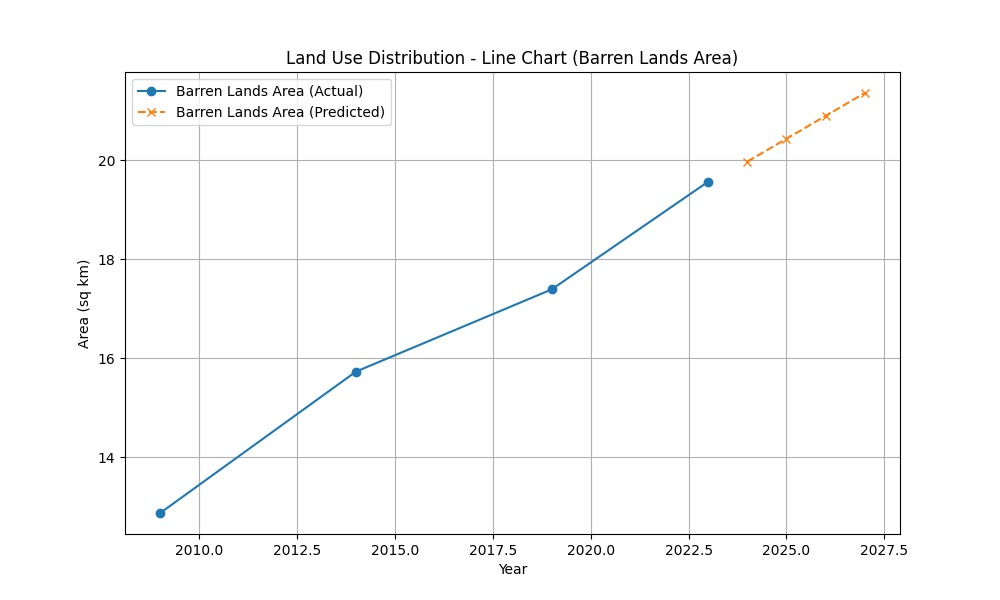 Land Use Distribution - Line Chart (Barren Lands Area)
Barren Lands Area (Actual)
Barren Lands Area (Predicted)
20
18
16
14
Area (sq km)
2010.0 2012.5 2015.0 2017.5 2020.0 2022.5 2025.0 2027.5
Year